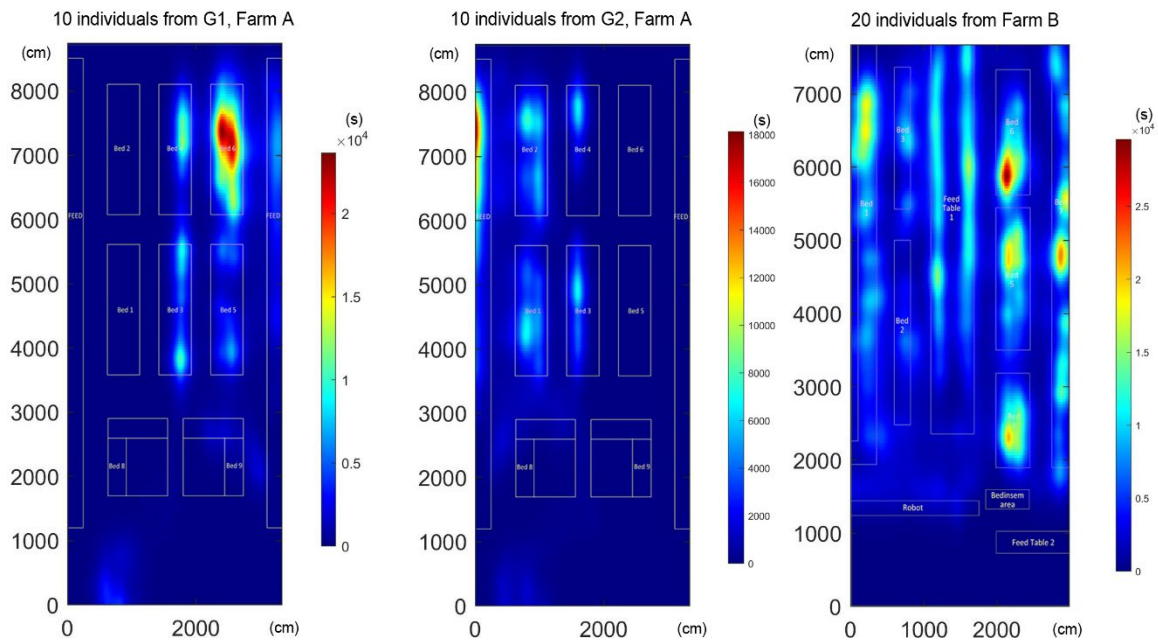 10 individuals from G1, Farm A
(cm)
8000
7000
6000
5000
4000
3000
2000
1000
0
0
2000
(cm)
Bed 2
Bed 6
FEED
FEED
Bed 1
Bed 3
Bed 5
Bed 8
Bed 9
(s)
×10⁴
2
1.5
1
0.5
0
10 individuals from G2, Farm A
(cm)
8000
7000
6000
5000
4000
3000
2000
1000
0
0
2000
(cm)
Bed 2
Bed 4
Bed 6
FEED
FEED
Bed 1
Bed 3
Bed 5
Bed 8
Bed 9
(s)
18000
16000
14000
12000
10000
8000
6000
4000
2000
0
20 individuals from Farm B
(cm)
7000
6000
5000
4000
3000
2000
1000
0
0
1000
2000
3000
(cm)
Bed
3
Bed
6
Bed
1
Feed
Table
1
Bed
5
Bed
2
Robot
Bedinsem
area
Feed Table 2
(s)
×10⁴
2.5
2
1.5
1
0.5
0